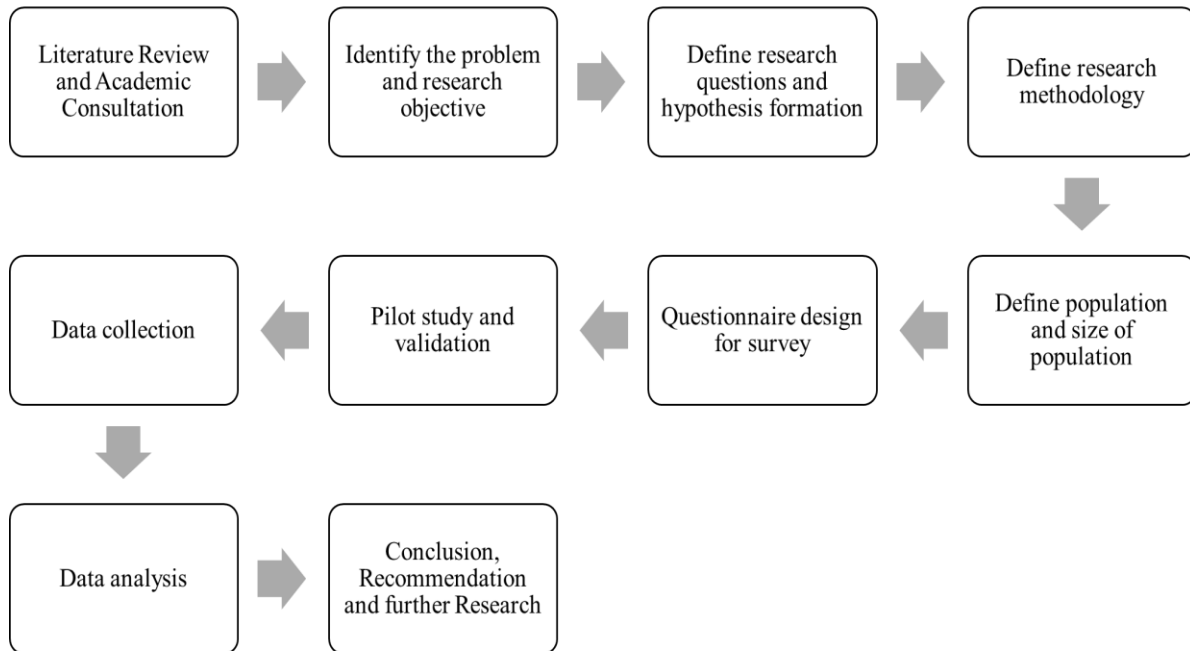 Literature Review
and Academic
Consultation
Identify the problem
and research
objective
Define research
questions and
hypothesis formation
Define research
methodology
Define population
and size of
population
Questionnaire design
for survey
Pilot study and
validation
Data collection
Data analysis
Conclusion,
Recommendation
and further Research